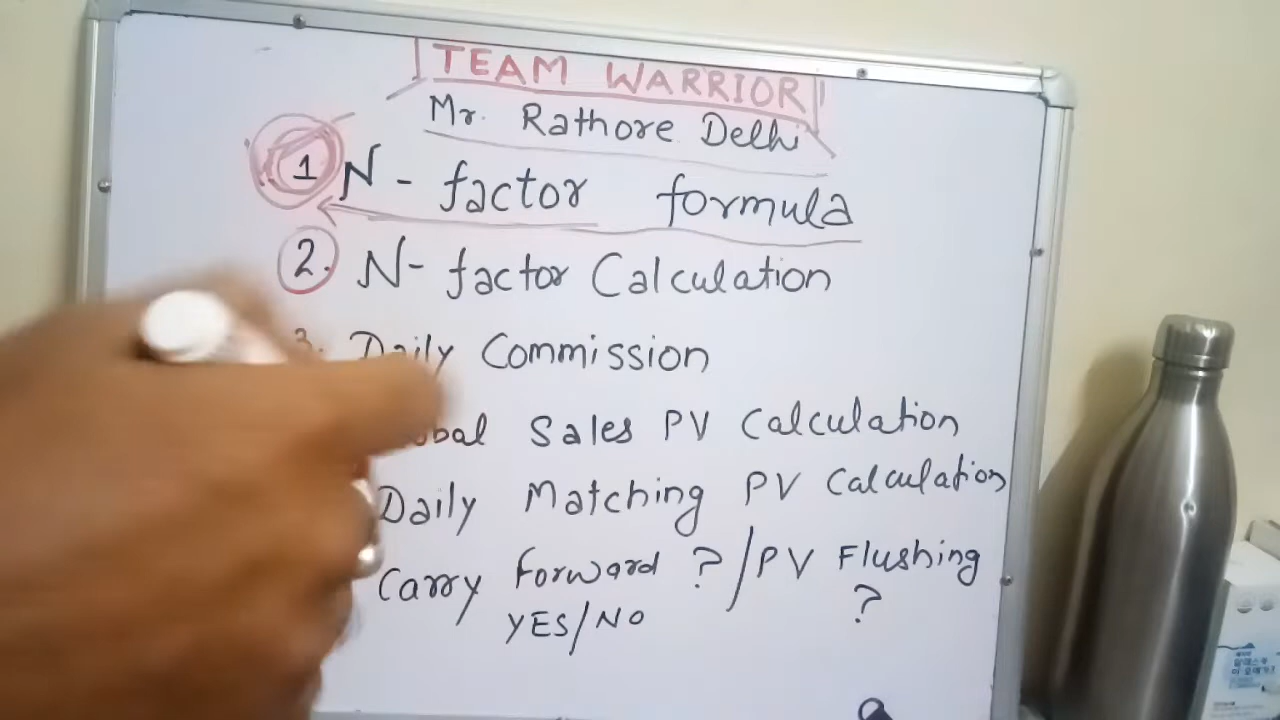 TEAM WARRIOR
Mr. Rathore Delhi
1 N-factor formula
2. N-factor Calculation
3. Daily Commission
Sales PV Calculation
Daily Matching PV Calculation
Carry forward ? / PV Flushing ?
YES/NO